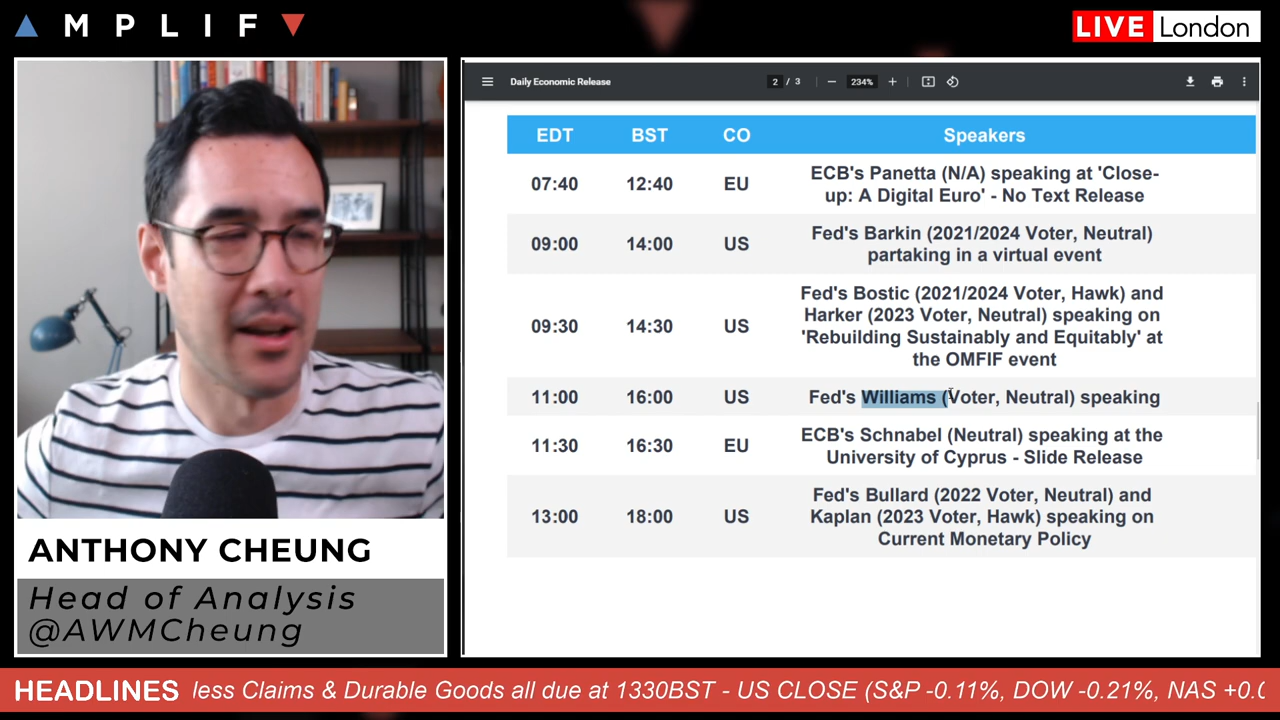 MPLIF
LIVE London
Daily Economic Release
2 / 3
234%
EDT BST CO Speakers
07:40 12:40 EU ECB's Panetta (N/A) speaking at 'Close-
up: A Digital Euro' - No Text Release
09:00 14:00 US Fed's Barkin (2021/2024 Voter, Neutral)
partaking in a virtual event
09:30 14:30 US Fed's Bostic (2021/2024 Voter, Hawk) and
Harker (2023 Voter, Neutral) speaking on
'Rebuilding Sustainably and Equitably' at
the OMFIF event
11:00 16:00 US Fed's Williams (Voter, Neutral) speaking
11:30 16:30 EU ECB's Schnabel (Neutral) speaking at the
University of Cyprus - Slide Release
13:00 18:00 US Fed's Bullard (2022 Voter, Neutral) and
Kaplan (2023 Voter, Hawk) speaking on
Current Monetary Policy
ANTHONY CHEUNG
Head of Analysis
@AWMCheung
HEADLINES less Claims & Durable Goods all due at 1330BST - US CLOSE (S&P -0.11%, DOW -0.21%, NAS +0.0